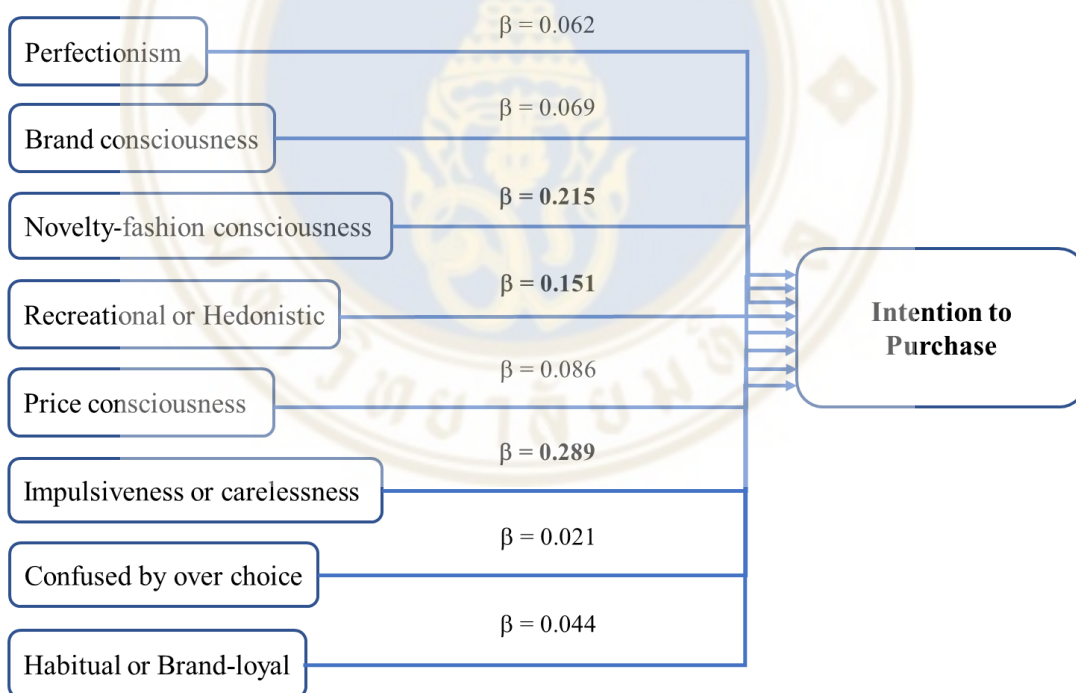 β = 0.062
Perfectionism
β = 0.069
Brand consciousness
β = 0.215
Novelty-fashion consciousness
β = 0.151
Recreational or Hedonistic
Intention to
Purchase
β = 0.086
Price consciousness
β = 0.289
Impulsiveness or carelessness
β = 0.021
Confused by over choice
β = 0.044
Habitual or Brand-loyal